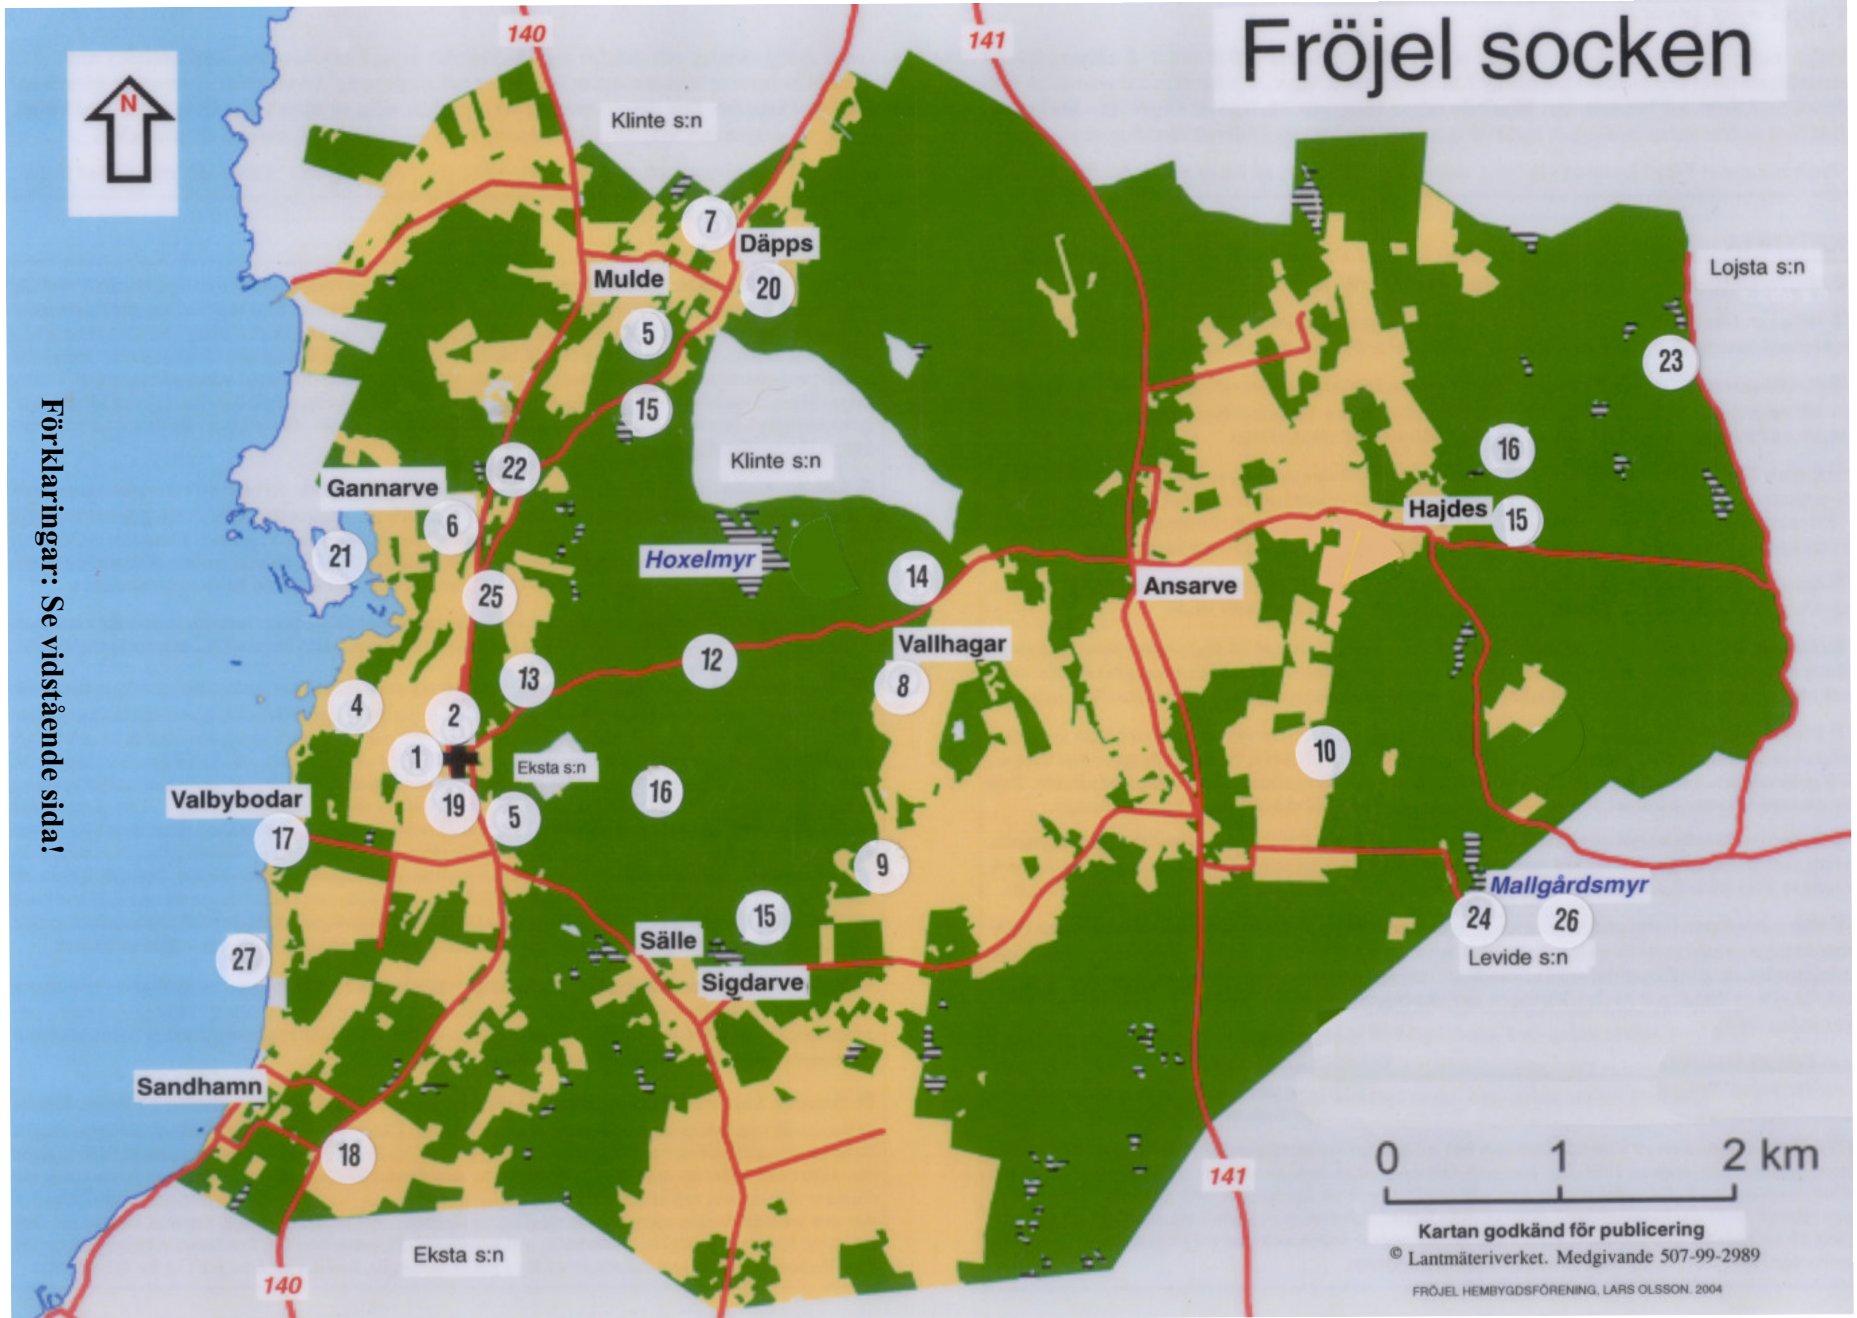 Fröjel socken
140
141
N
Klinte s:n
7
Däpps
Mulde
20
Lojsta s:n
5
23
15
Förklaringar: Se vidstående sida!
22
Klinte s:n
16
Gannarve
6
Hajdes
15
21
Hoxelmyr
14
25
Ansarve
Vallhagar
12
13
8
4
2
1
10
Eksta s:n
16
Valbybodar
19
5
17
9
Mallgårdsmyr
15
24
26
Sälle
27
Levide s:n
Sigdarve
Sandhamn
18
0 1 2 km
141
Kartan godkänd för publicering
© Lantmäteriverket. Medgivande 507-99-2989
Eksta s:n
140
FRÖJEL HEMBYGDSFÖRENING, LARS OLSSON. 2004